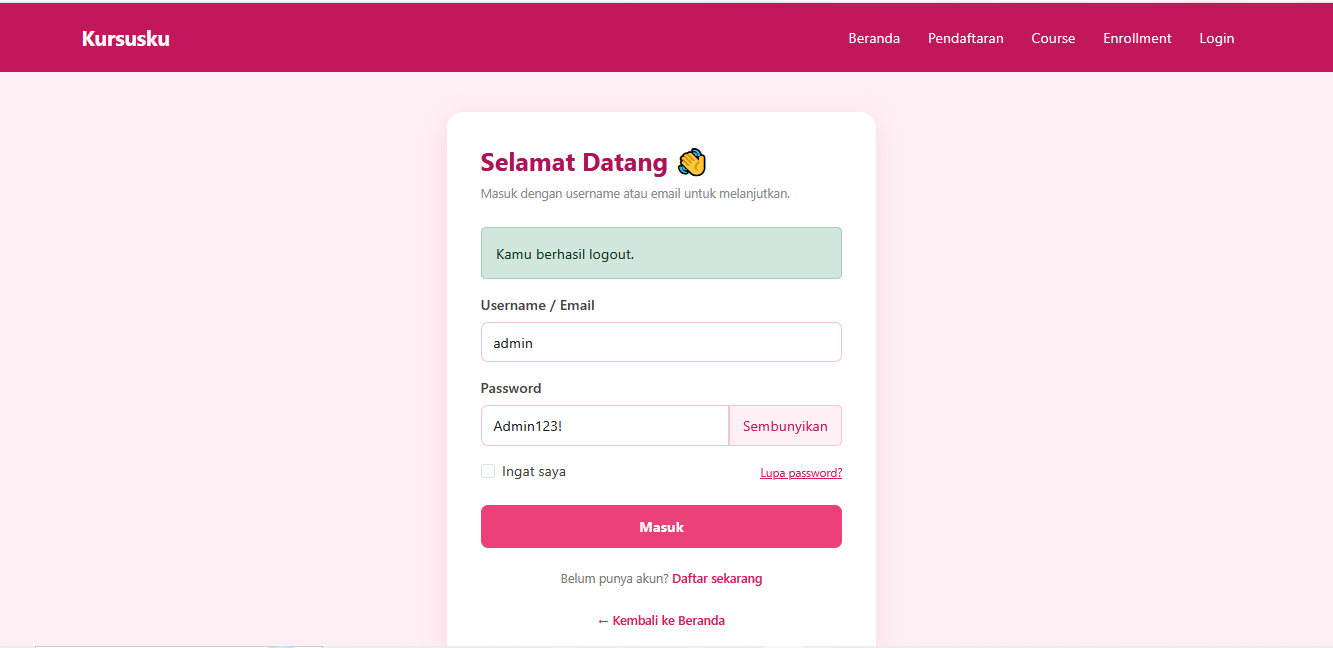 Kursusku Beranda Pendaftaran Course Enrollment Login
Selamat Datang 👋
Masuk dengan username atau email untuk melanjutkan.
Kamu berhasil logout.
Username / Email
admin
Password
Admin123! Sembunyikan
Ingat saya Lupa password?
Masuk
Belum punya akun? Daftar sekarang
← Kembali ke Beranda